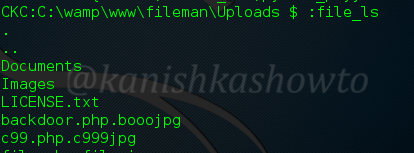 CKC:C:\wamp\www\fileman\Uploads $ :file_ls
.
..
Documents
Images
@kanishkashowto
LICENSE.txt
backdoor.php.booojpg
c99.php.c999jpg